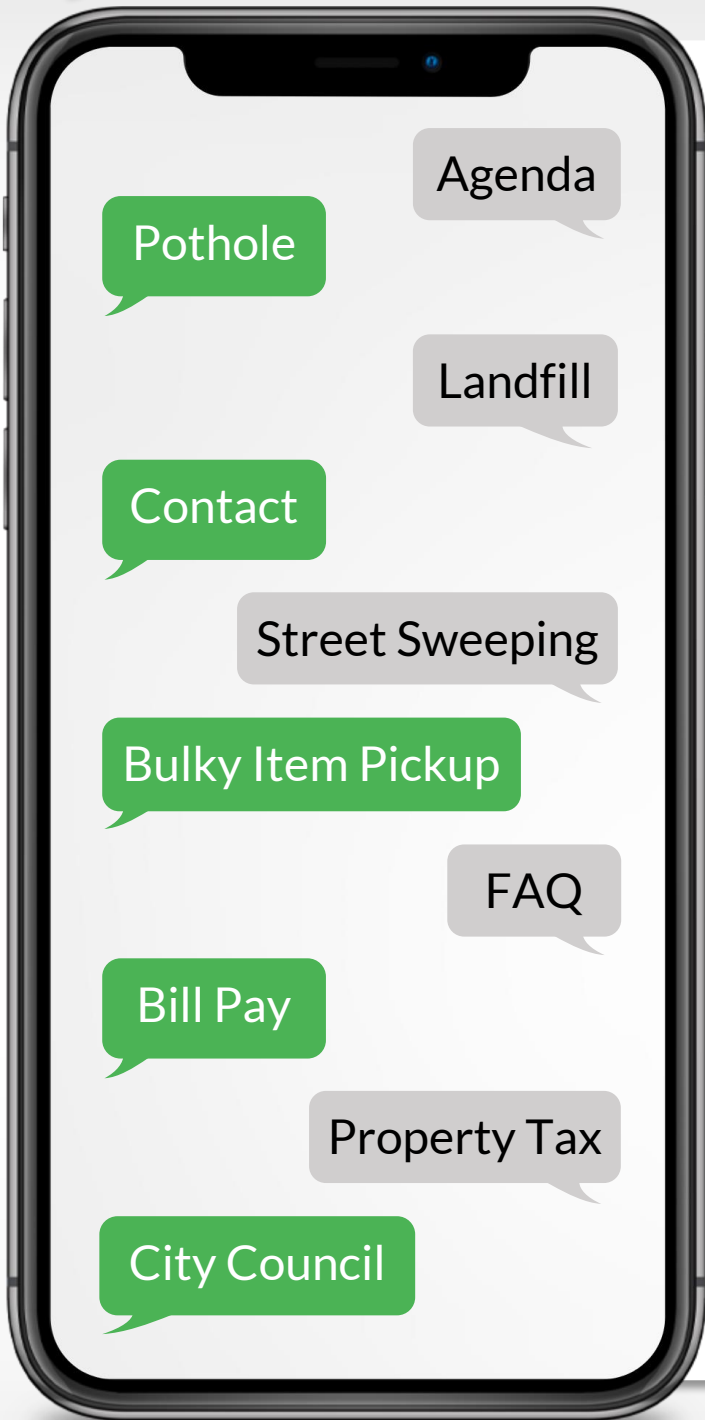 Agenda
Pothole
Landfill
Contact
Street Sweeping
Bulky Item Pickup
FAQ
Bill Pay
Property Tax
City Council